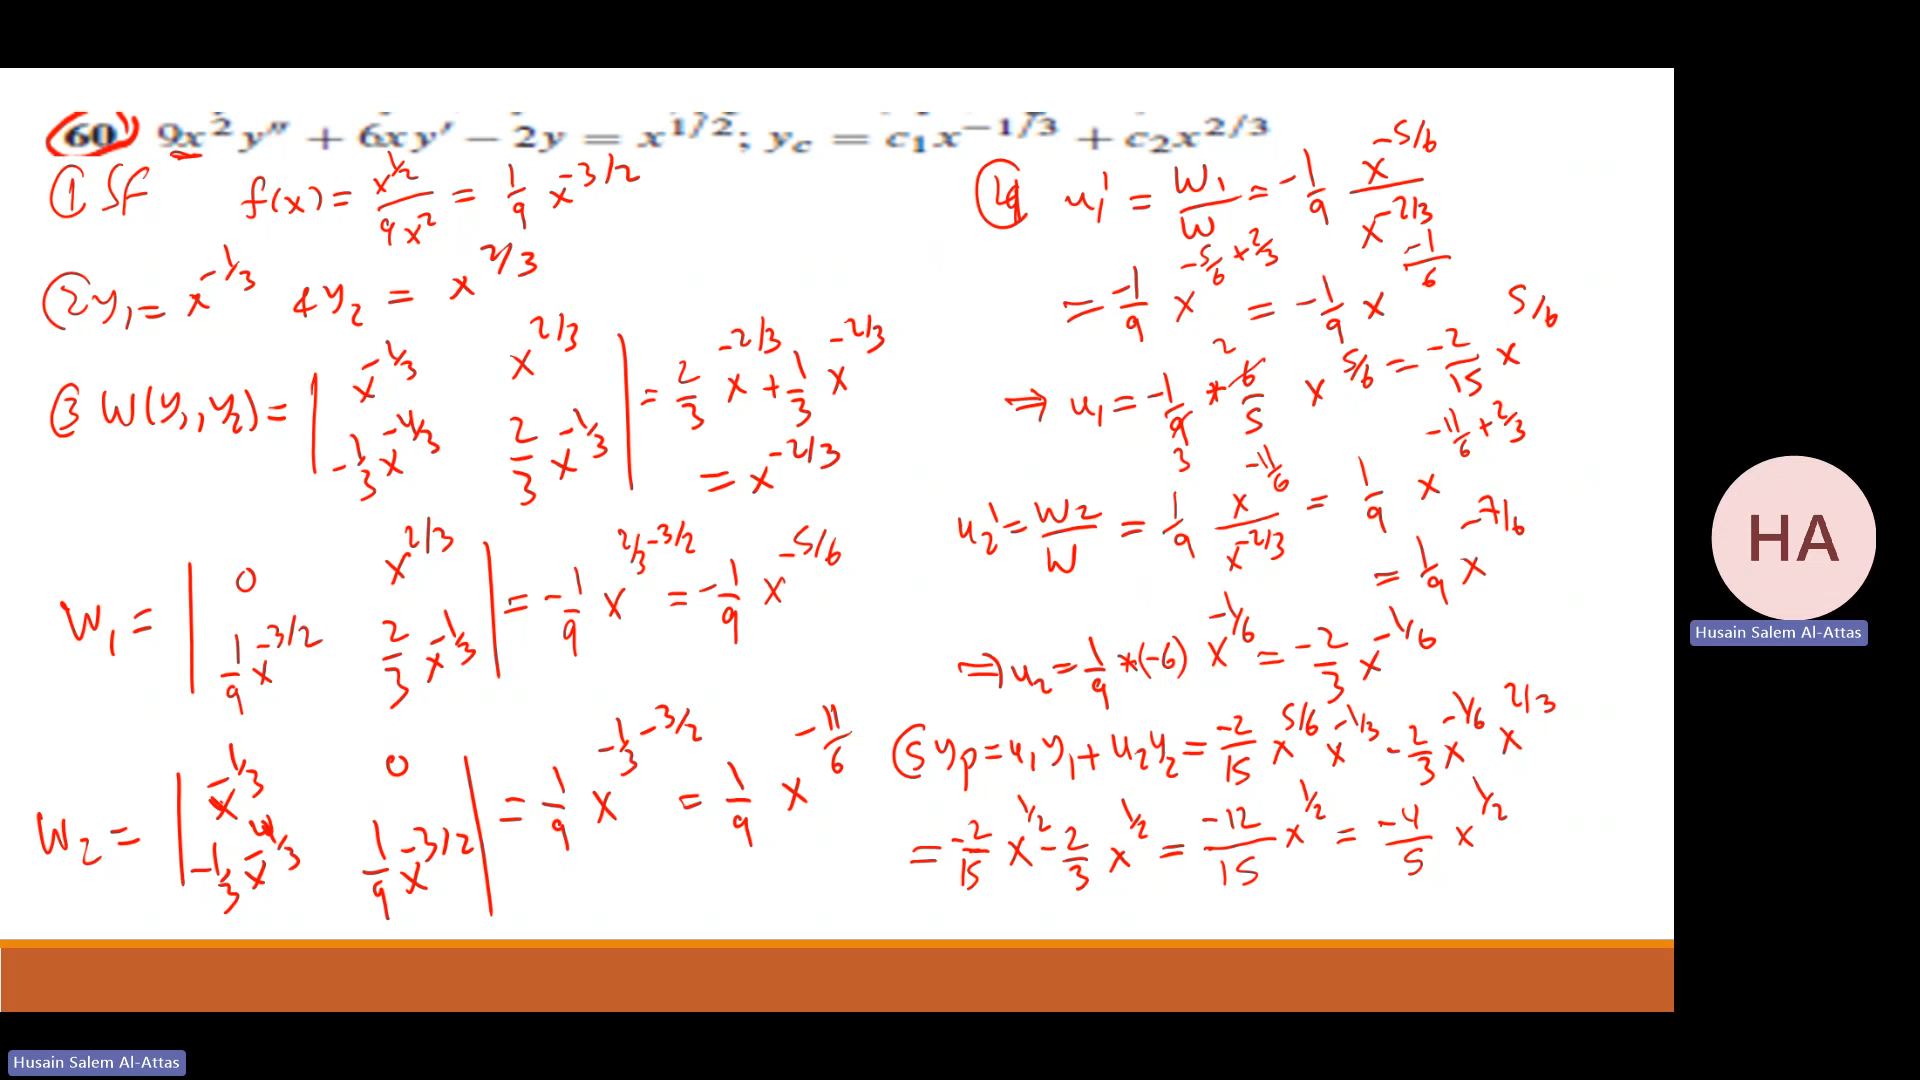 60) 9x² y″ + 6xy′ − 2y = x^{1/2}; y_c = c₁x^{−1/3} + c₂x^{2/3}
① SF f(x) = x^{1/2} / 9x² = 1/9 x^{−3/2}
② y₁ = x^{−1/3} & y₂ = x^{2/3}
③ W(y₁, y₂) = | x^{−1/3} x^{2/3} ; −1/3 x^{−4/3} 2/3 x^{−1/3} | = 2/3 x^{−2/3} + 1/3 x^{−2/3}
= x^{−2/3}
W₁ = | 0 x^{2/3} ; 1/9 x^{−3/2} 2/3 x^{−1/3} | = −1/9 x^{2/3 −3/2} = −1/9 x^{−5/6}
W₂ = | x^{−1/3} 0 ; −1/3 x^{−4/3} 1/9 x^{−3/2} | = 1/9 x^{−1/3 −3/2} = 1/9 x^{−11/6}
④ u₁′ = W₁/W = −1/9 x^{−5/6} / x^{−2/3}
= −1/9 x^{−5/6 + 2/3} = −1/9 x^{−1/6}
⇒ u₁ = −1/9 * 6/5 x^{5/6} = −2/15 x^{5/6}
2
3
u₂′ = W₂/W = 1/9 x^{−11/6} / x^{−2/3} = 1/9 x^{−11/6 + 2/3}
= 1/9 x^{−7/6}
⇒ u₂ = 1/9 * (−6) x^{−1/6} = −2/3 x^{−1/6}
⑤ y_p = u₁y₁ + u₂y₂ = −2/15 x^{5/6} x^{−1/3} − 2/3 x^{−1/6} x^{2/3}
= −2/15 x^{1/2} − 2/3 x^{1/2} = −12/15 x^{1/2} = −4/5 x^{1/2}
HA
Husain Salem Al-Attas
Husain Salem Al-Attas